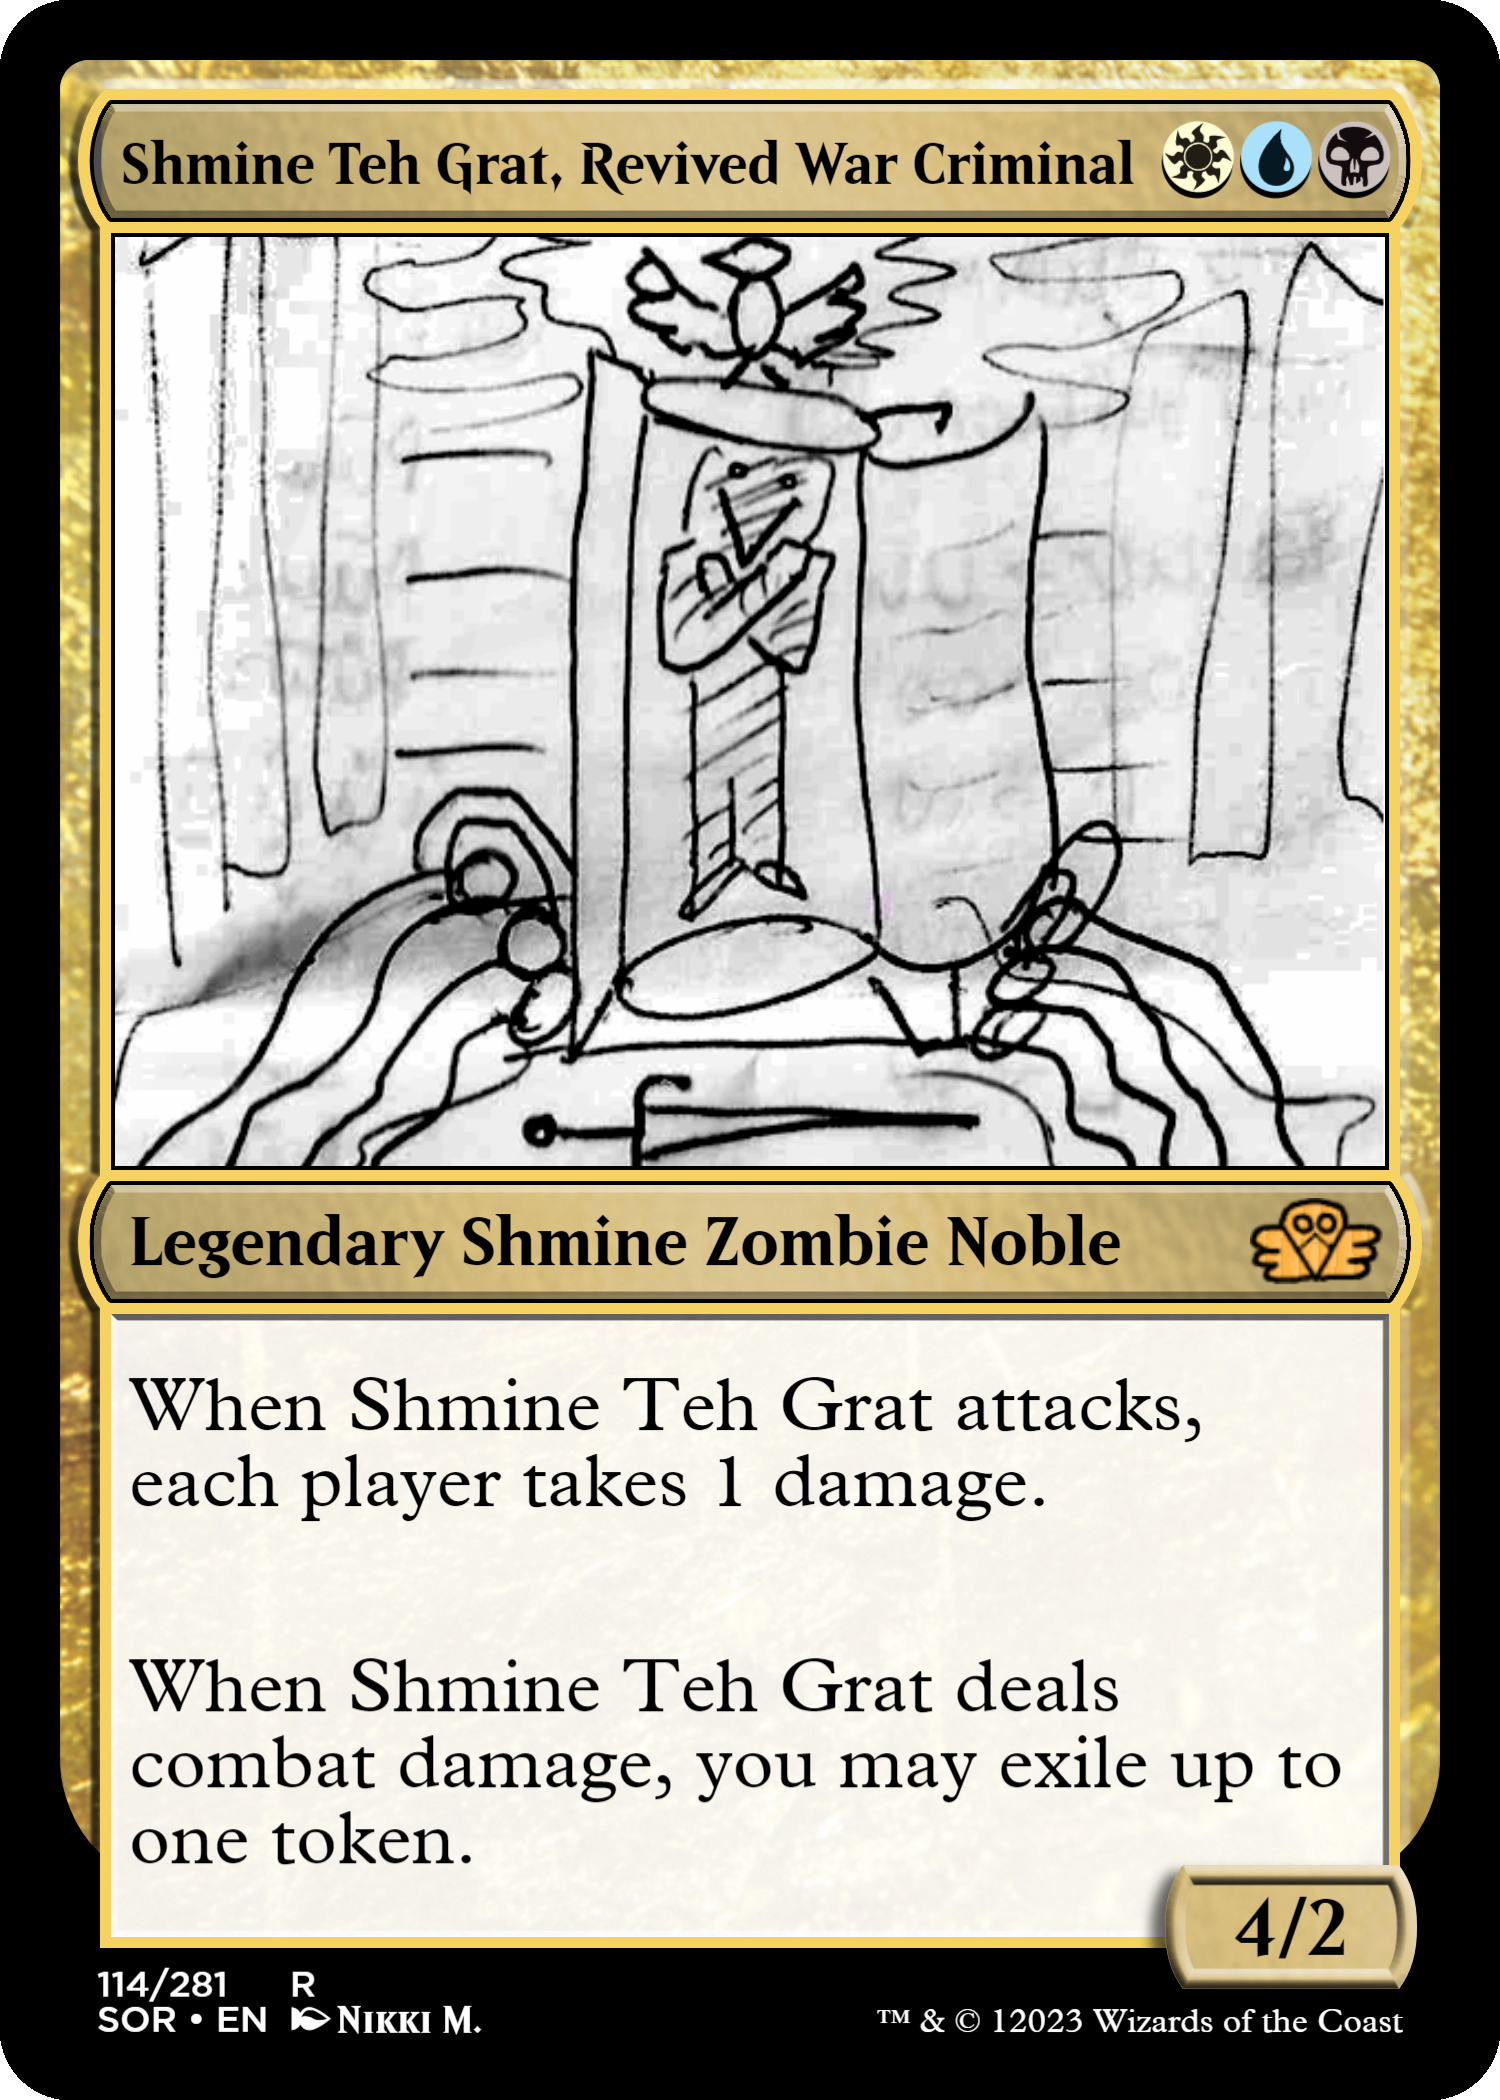 Shmine Teh Grat, Revived War Criminal
Legendary Shmine Zombie Noble
When Shmine Teh Grat attacks,
each player takes 1 damage.
When Shmine Teh Grat deals
combat damage, you may exile up to
one token.
4/2
114/281 R
SOR • EN Nikki M.
™ & © 12023 Wizards of the Coast